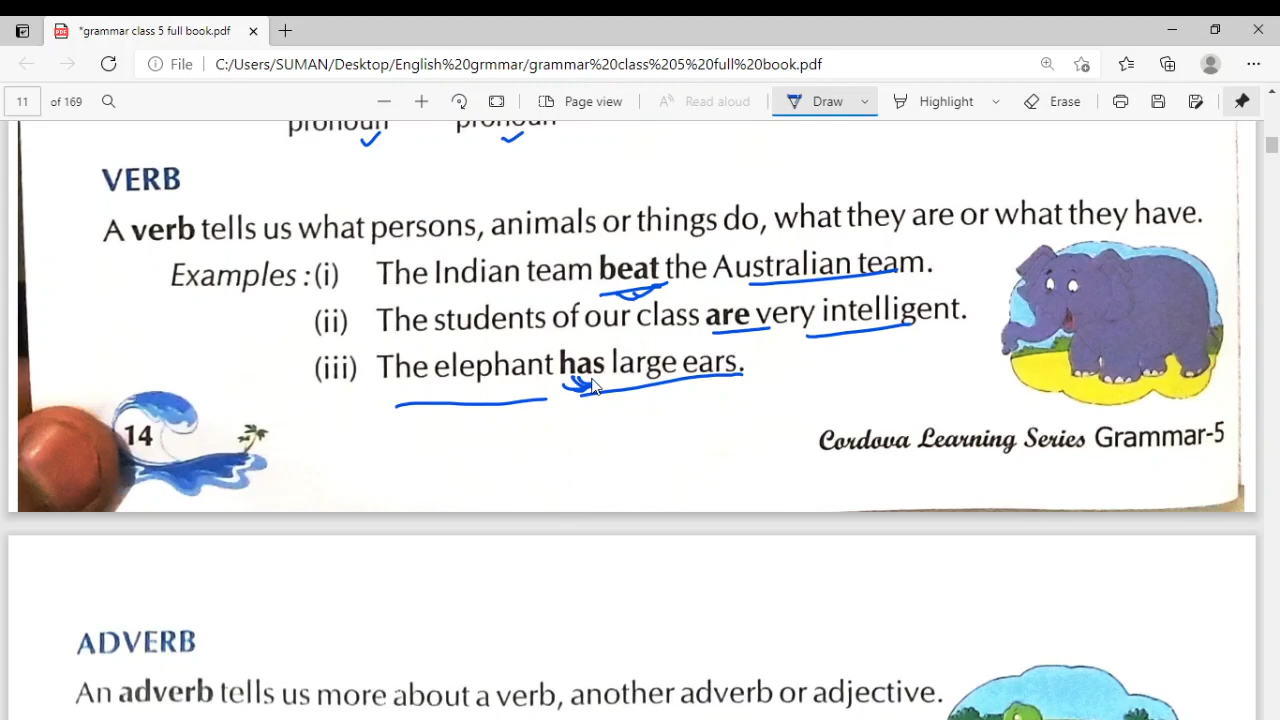 *grammar class 5 full book.pdf
File C:/Users/SUMAN/Desktop/English%20grmmar/grammar%20class%205%20full%20book.pdf
11 of 169 Page view Read aloud Draw Highlight Erase
pronoun pronoun
VERB
A verb tells us what persons, animals or things do, what they are or what they have.
Examples : (i) The Indian team beat the Australian team.
(ii) The students of our class are very intelligent.
(iii) The elephant has large ears.
14
Cordova Learning Series Grammar-5
ADVERB
An adverb tells us more about a verb, another adverb or adjective.